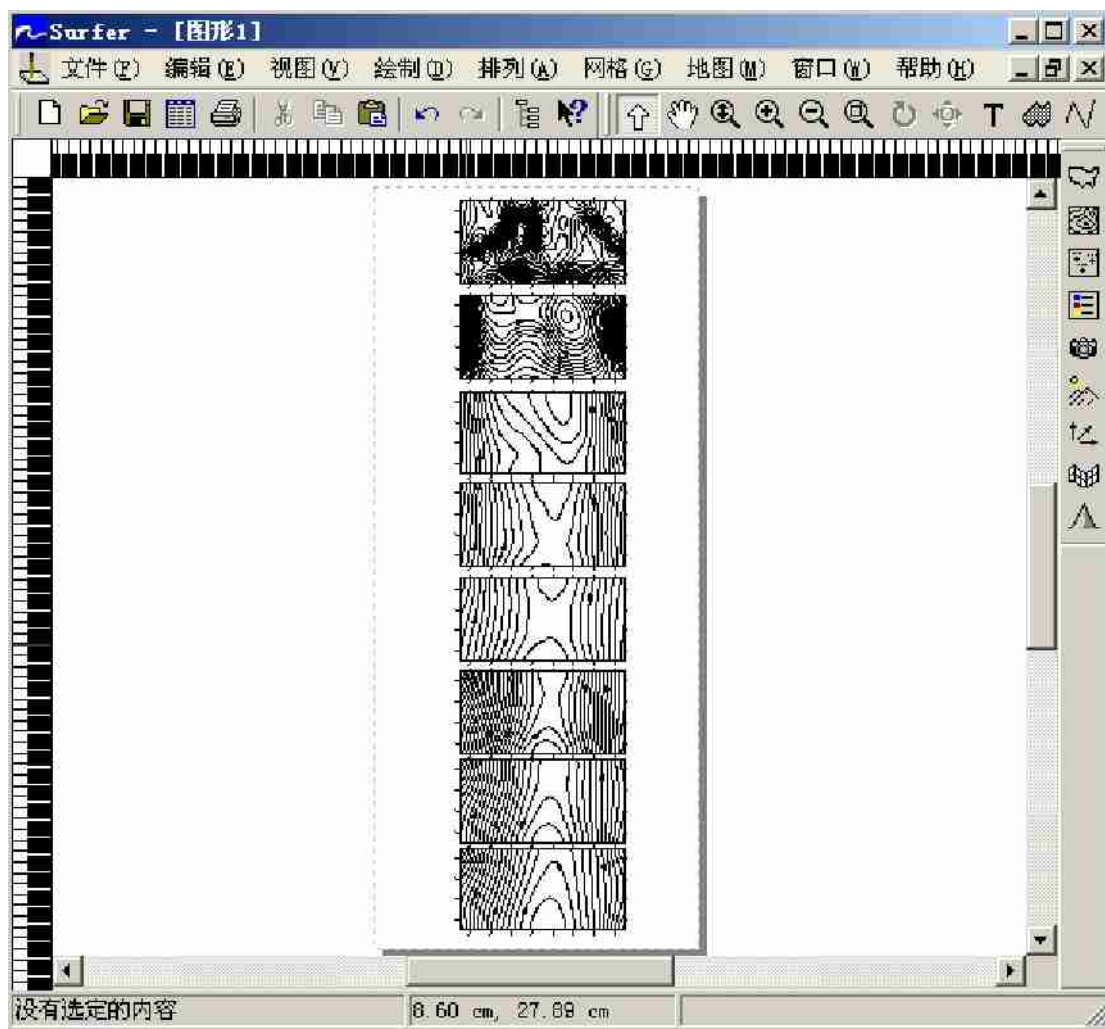 Surfer - [图形1]
文件(F) 编辑(E) 视图(V) 绘制(D) 排列(A) 网格(G) 地图(M) 窗口(W) 帮助(H)
T
没有选定的内容 8.60 cm, 27.89 cm